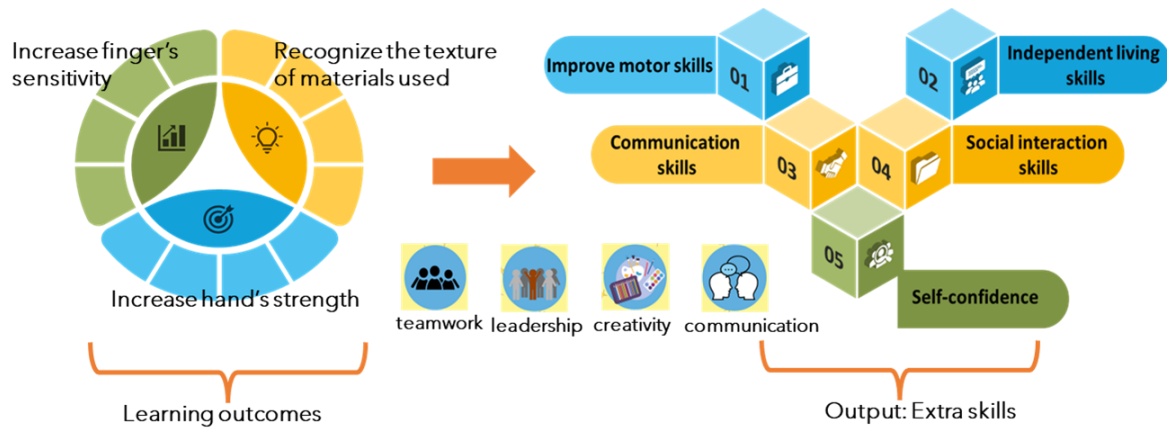 Increase finger's
sensitivity
Recognize the texture
of materials used
Increase hand's strength
Learning outcomes
teamwork
leadership
creativity
communication
Improve motor skills
01
02
Independent living
skills
Communication
skills
03
04
Social interaction
skills
05
Self-confidence
Output: Extra skills